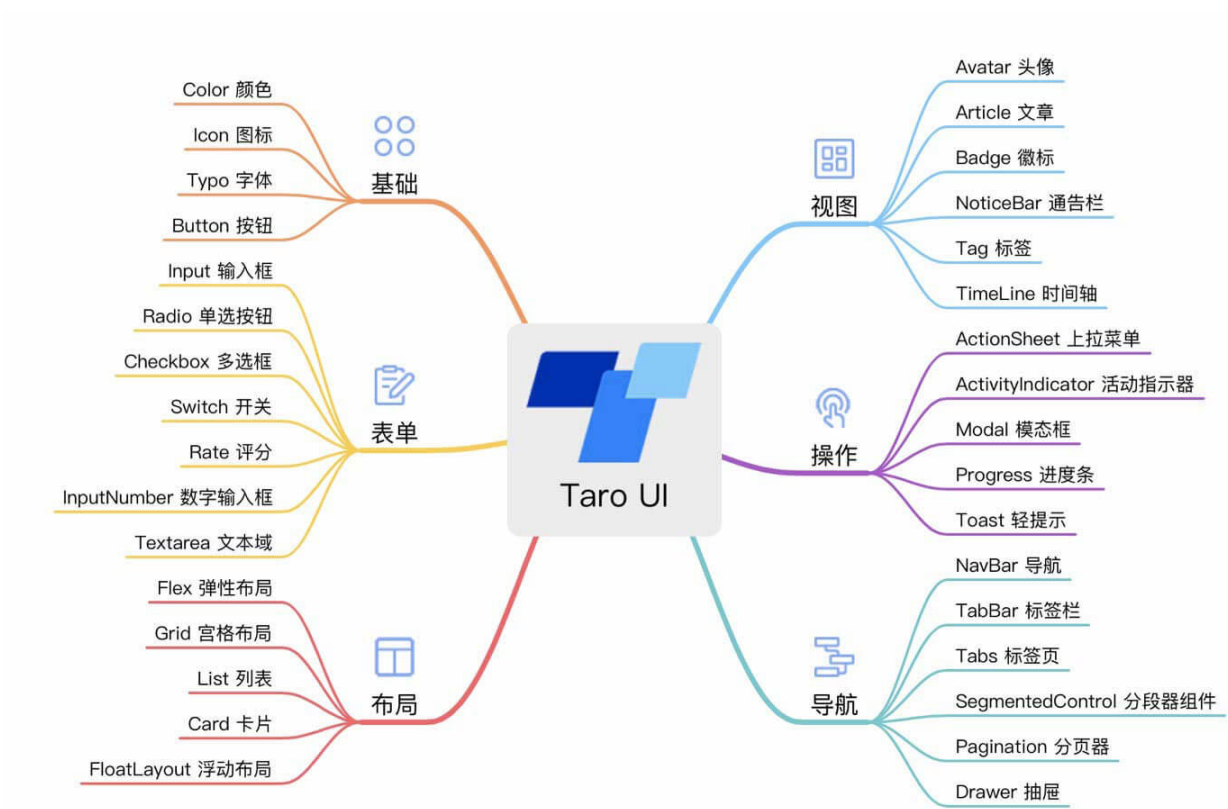 Taro UI
基础
Color 颜色
Icon 图标
Typo 字体
Button 按钮
表单
Input 输入框
Radio 单选按钮
Checkbox 多选框
Switch 开关
Rate 评分
InputNumber 数字输入框
Textarea 文本域
布局
Flex 弹性布局
Grid 宫格布局
List 列表
Card 卡片
FloatLayout 浮动布局
视图
Avatar 头像
Article 文章
Badge 徽标
NoticeBar 通告栏
Tag 标签
TimeLine 时间轴
操作
ActionSheet 上拉菜单
ActivityIndicator 活动指示器
Modal 模态框
Progress 进度条
Toast 轻提示
导航
NavBar 导航
TabBar 标签栏
Tabs 标签页
SegmentedControl 分段器组件
Pagination 分页器
Drawer 抽屉